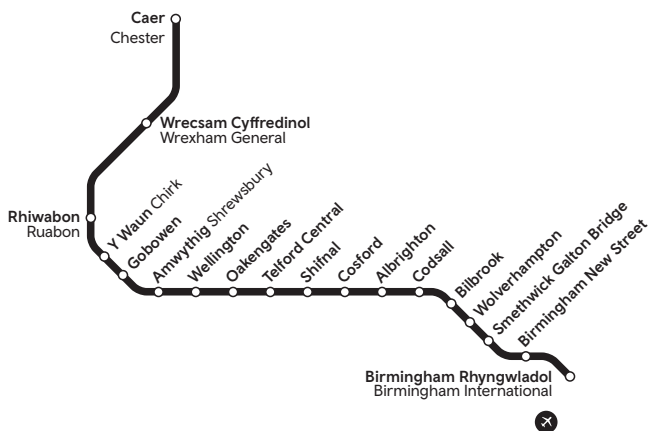 Caer
Chester
Wrecsam Cyffredinol
Wrexham General
Rhiwabon
Ruabon
Y Waun Chirk
Gobowen
Amwythig Shrewsbury
Wellington
Oakengates
Telford Central
Shifnal
Cosford
Albrighton
Codsall
Bilbrook
Wolverhampton
Smethwick Galton Bridge
Birmingham New Street
Birmingham Rhyngwladol
Birmingham International